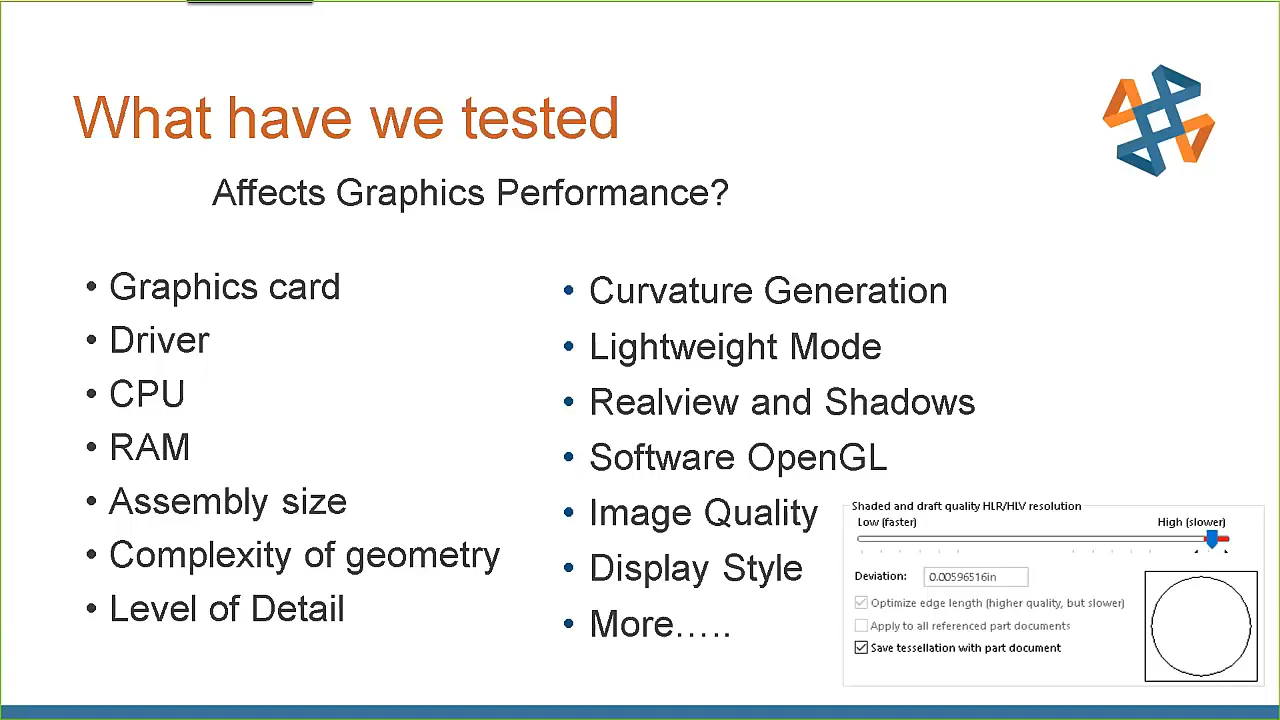 What have we tested
Affects Graphics Performance?
• Graphics card
• Driver
• CPU
• RAM
• Assembly size
• Complexity of geometry
• Level of Detail
• Curvature Generation
• Lightweight Mode
• Realview and Shadows
• Software OpenGL
• Image Quality
• Display Style
• More.....
Shaded and draft quality HLR/HLV resolution
Low (faster) High (slower)
Deviation: 0.00596516in
Optimize edge length (higher quality, but slower)
Apply to all referenced part documents
Save tessellation with part document